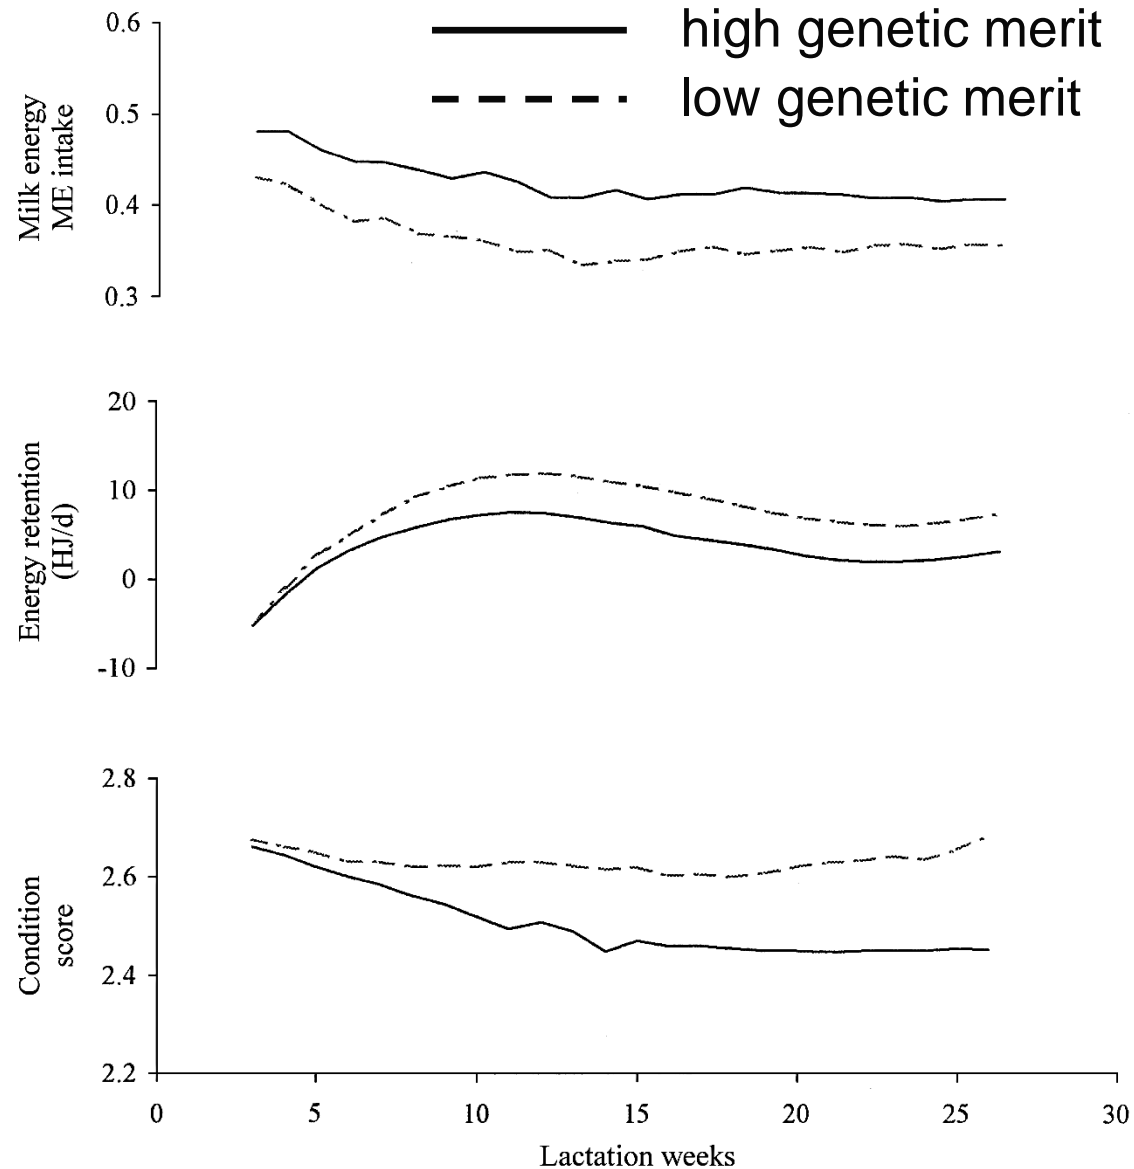 high genetic merit
low genetic merit
0.6
0.5
0.4
0.3
Milk energy
ME intake
20
10
0
-10
Energy retention
(HJ/d)
2.8
2.6
2.4
2.2
Condition
score
0 5 10 15 20 25 30
Lactation weeks